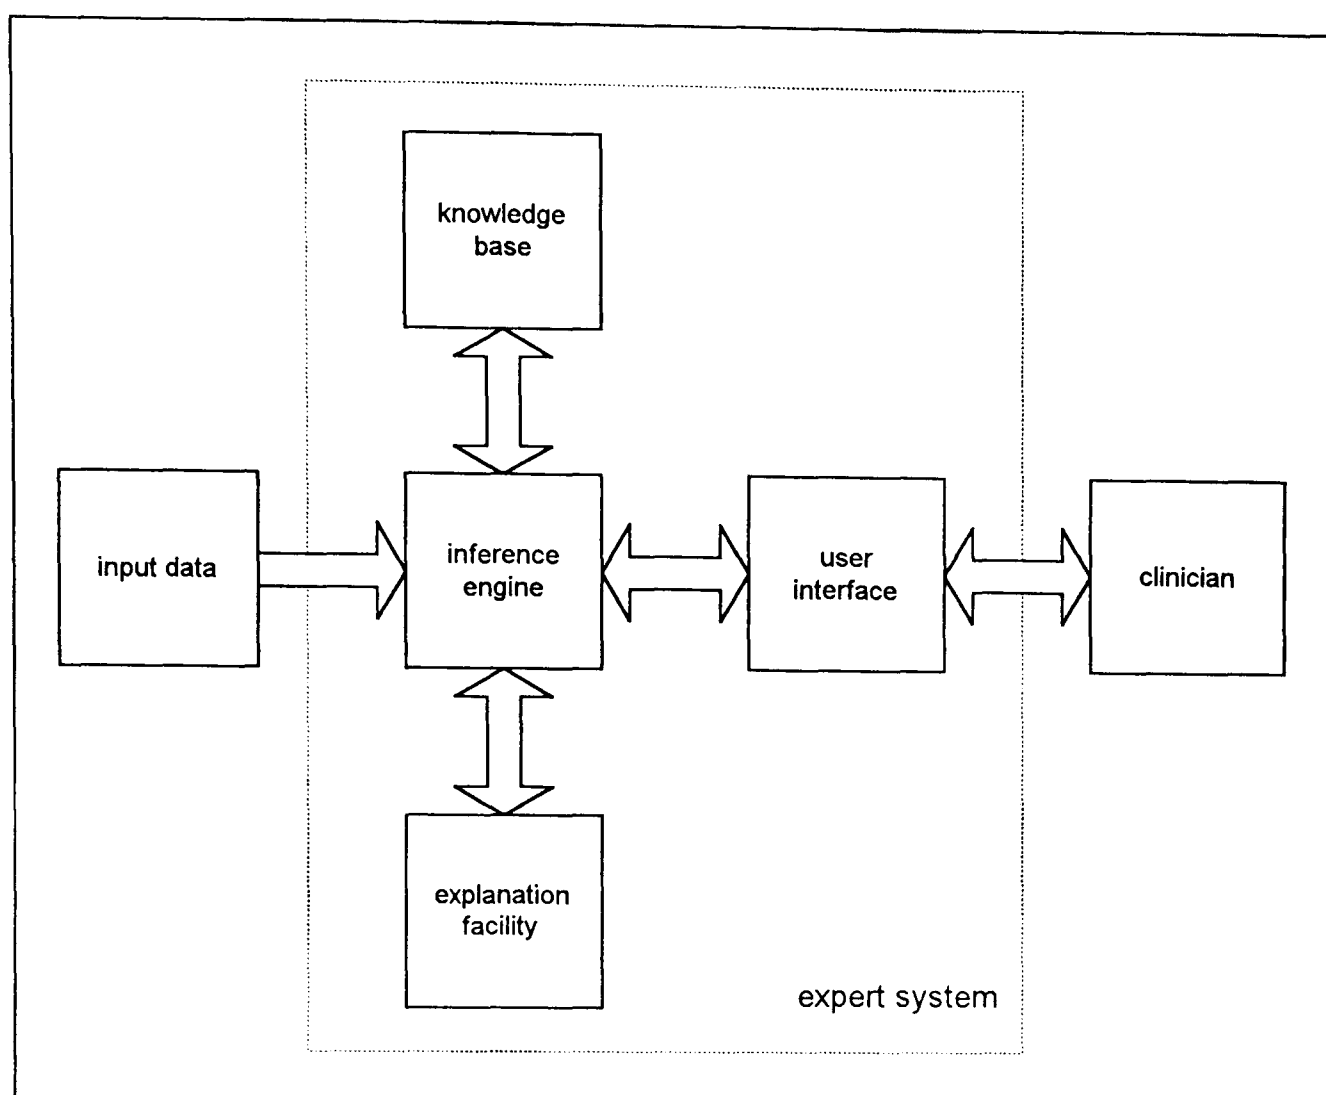 knowledge
base
input data
inference
engine
user
interface
clinician
explanation
facility
expert system